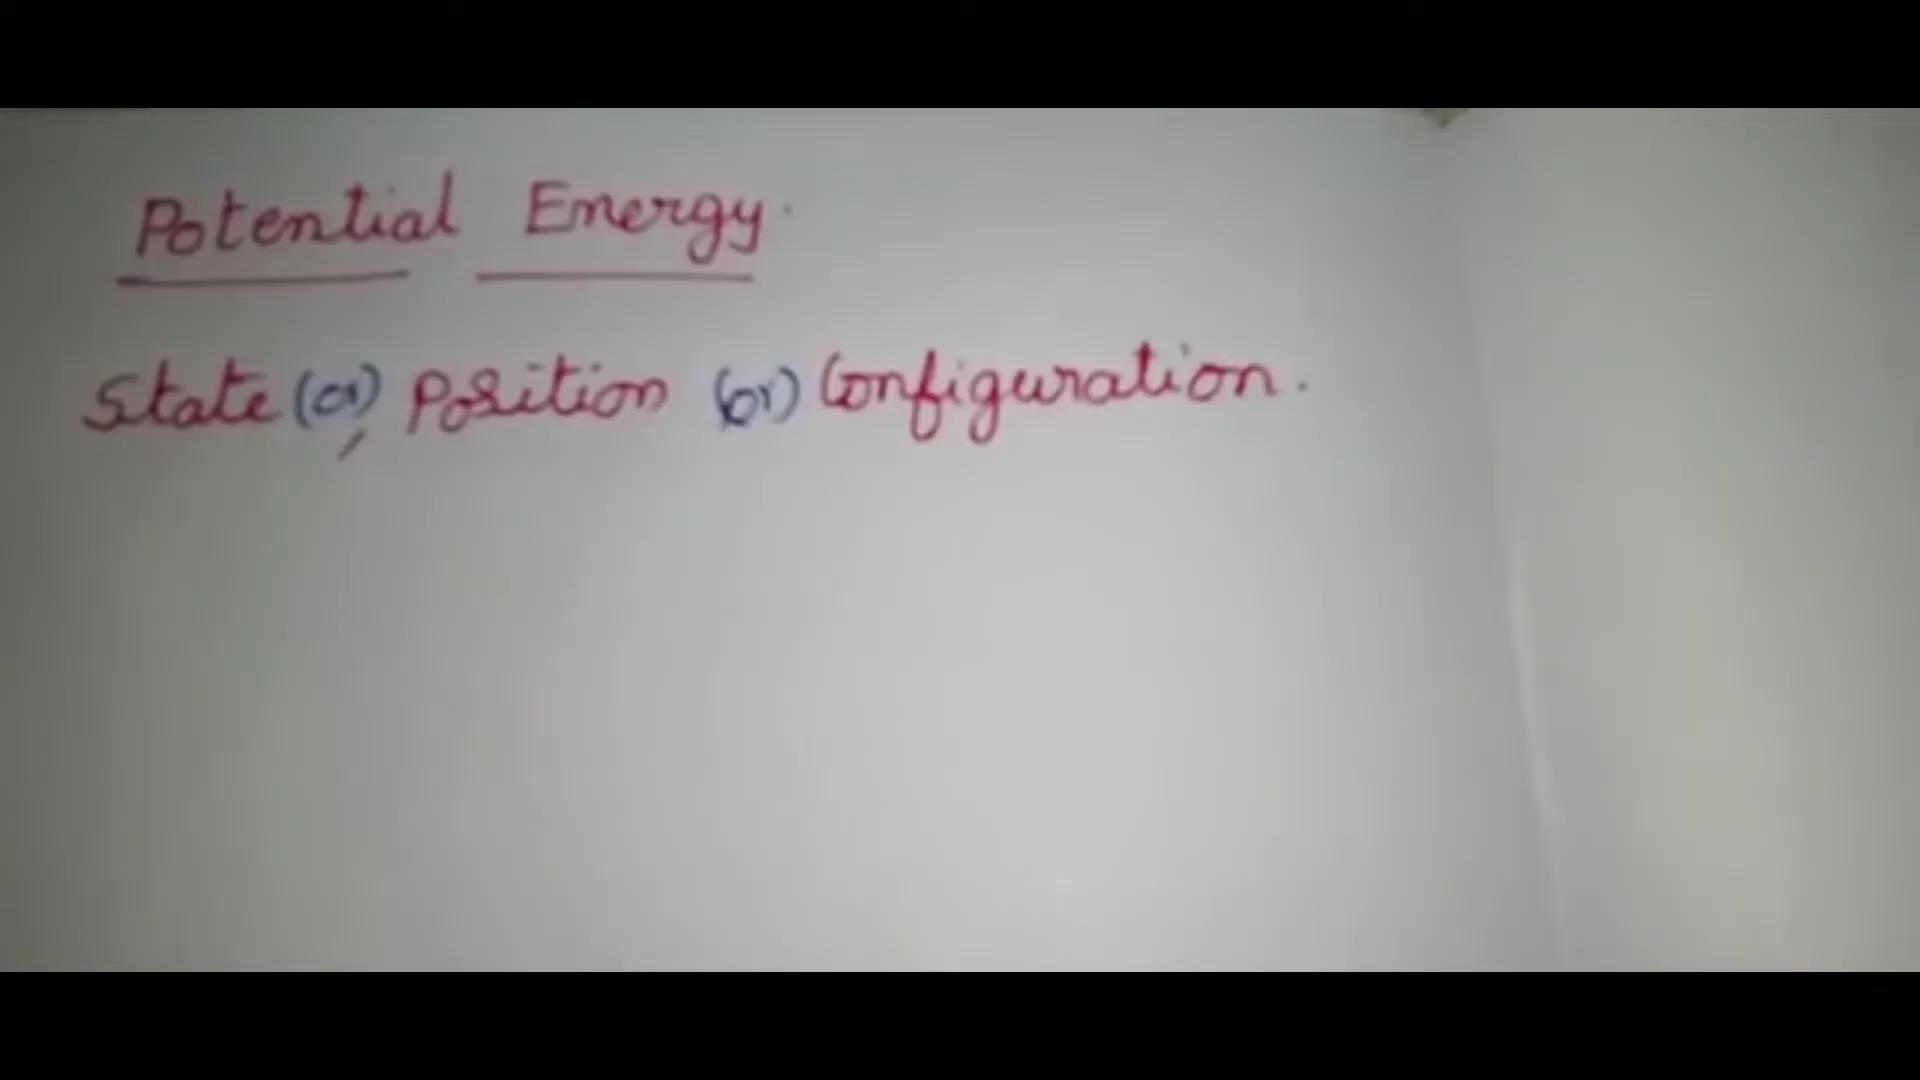 Potential Energy.
State (or) Position (or) Configuration.